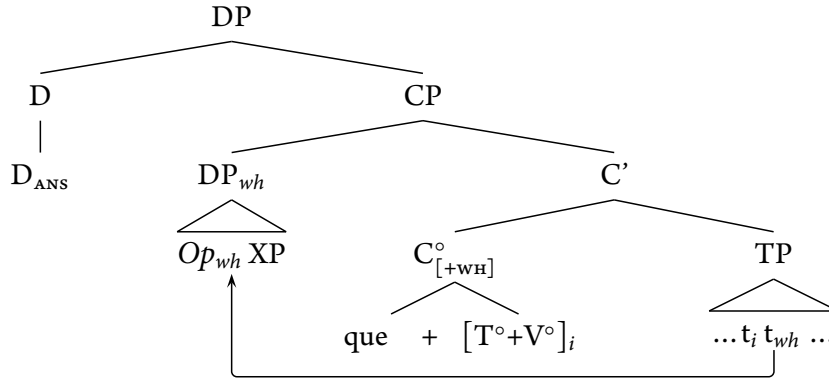 DP
D CP
D_ANS DP_wh C’
Op_wh XP C°_[+WH] TP
que + [T°+V°]_i ...t_i t_wh ...